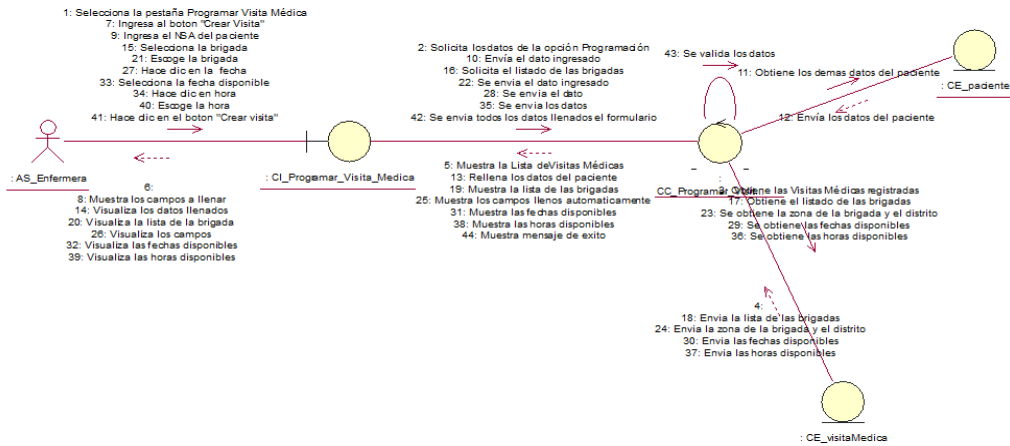 1: Selecciona la pestaña Programar Visita Médica
7: Ingresa al boton "Crear Visita"
9: Ingresa el NSA del paciente
15: Selecciona la brigada
21: Escoge la brigada
27: Hace clic en la fecha
33: Selecciona la fecha disponible
34: Hace clic en hora
40: Escoge la hora
41: Hace clic en el boton "Crear visita"
2: Solicita losdatos de la opción Programación
10: Envía el dato ingresado
16: Solicita el listado de las brigadas
22: Se envia el dato ingresado
28: Se envia el dato
35: Se envia los datos
42: Se envia todos los datos llenados el formulario
43: Se valida los datos
11: Obtiene los demas datos del paciente
12: Envía los datos del paciente
: CE_paciente
: AS_Enfermera
: CI_Programar_Visita_Medica
CC_Programar_
:
6:
8: Muestra los campos a llenar
14: Visualiza los datos llenados
20: Visualiza la lista de la brigada
26: Visualiza los campos
32: Visualiza las fechas disponibles
39: Visualiza las horas disponibles
5: Muestra la Lista deVisitas Médicas
13: Rellena los datos del paciente
19: Muestra la lista de las brigadas
25: Muestra los campos llenos automaticamente
31: Muestra las fechas disponibles
38: Muestra las horas disponibles
44: Muestra mensaje de exito
3: Obtiene las Visitas Médicas registradas
17: Obtiene el listado de las brigadas
23: Se obtiene la zona de la brigada y el distrito
29: Se obtiene las fechas disponibles
36: Se obtiene las horas disponibles
4:
18: Envia la lista de las brigadas
24: Envia la zona de la brigada y el distrito
30: Envia las fechas disponibles
37: Envia las horas disponibles
: CE_visitaMedica